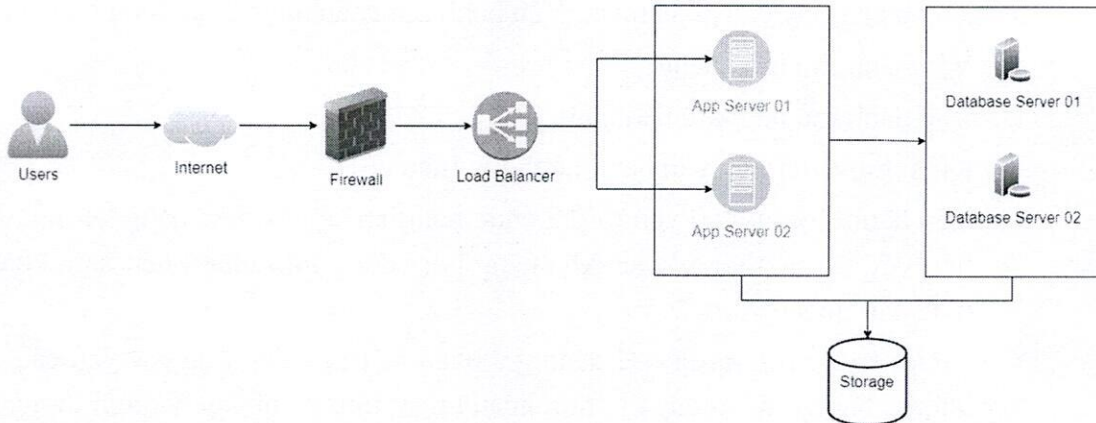 Users
Internet
Firewall
Load Balancer
App Server 01
App Server 02
Database Server 01
Database Server 02
Storage